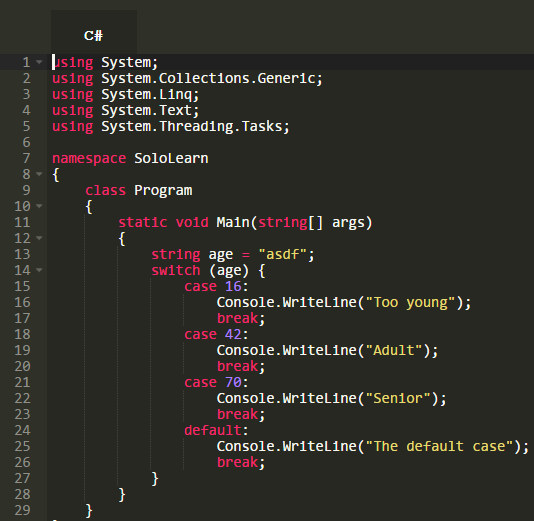 C#
1 using System;
2 using System.Collections.Generic;
3 using System.Linq;
4 using System.Text;
5 using System.Threading.Tasks;
6
7 namespace SoloLearn
8 {
9     class Program
10     {
11         static void Main(string[] args)
12         {
13             string age = "asdf";
14             switch (age) {
15                 case 16:
16                     Console.WriteLine("Too young");
17                     break;
18                 case 42:
19                     Console.WriteLine("Adult");
20                     break;
21                 case 70:
22                     Console.WriteLine("Senior");
23                     break;
24                 default:
25                     Console.WriteLine("The default case");
26                     break;
27             }
28         }
29     }